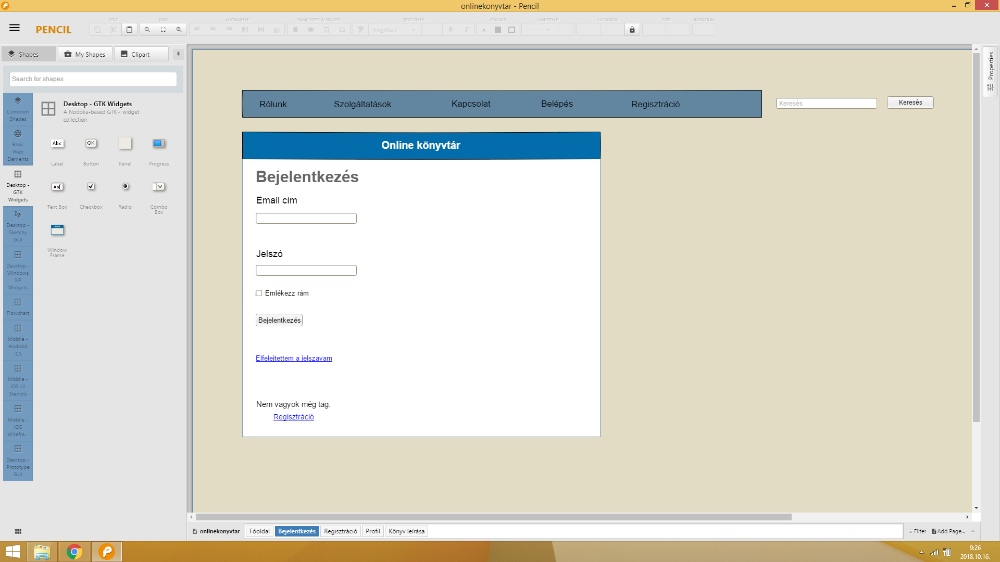 onlinekonyvtar - Pencil
PENCIL
EDIT
100%
ALIGNMENT
SAME SIZES & SPACES
TEXT STYLE
COLORS
LINE STYLE
LOCATION
SIZE
ROTATION
AcqdEref
B
I
A
Shapes
My Shapes
Clipart
Search for shapes
Common
Shapes
Basic
Web
Elements
Desktop -
GTK
Widgets
Desktop -
Sketchy
GUI
Desktop -
Windows
XP
Widgets
Flowchart
Mobile -
Android
ICS
Mobile -
iOS UI
Stencils
Mobile -
iOS
Wirefra...
Desktop -
Prototype
GUI
Desktop - GTK Widgets
A Nodoka-based GTK+ widget
collection
Abc
OK
Label
Button
Panel
Progress
Abc
Text Box
Checkbox
Radio
Combo
Box
Window
Frame
Rólunk
Szolgáltatások
Kapcsolat
Belépés
Regisztráció
Keresés
Keresés
Online könyvtár
Bejelentkezés
Email cím
Jelszó
Emlékezz rám
Bejelentkezés
Elfelejtettem a jelszavam
Nem vagyok még tag.
Regisztráció
Properties
onlinekonyvtar
Főoldal
Bejelentkezés
Regisztráció
Profil
Könyv leírása
Filter
Add Page...
9:26
2018.10.16.